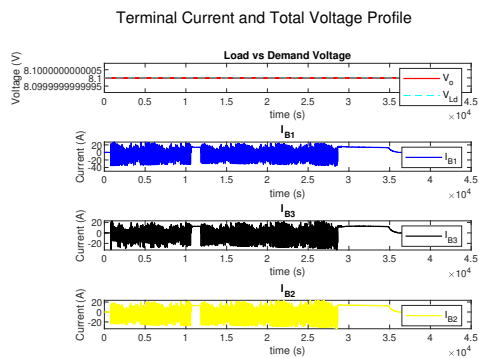 Terminal Current and Total Voltage Profile
Load vs Demand Voltage
Voltage (V)
8.1000000000005
8.1
8.0999999999995
V_o
V_Ld
0 0.5 1 1.5 2 2.5 3 3.5 4 4.5
time (s)
×10^4
I_B1
Current (A)
20
0
-20
-40
I_B1
0 0.5 1 1.5 2 2.5 3 3.5 4 4.5
time (s)
×10^4
I_B3
Current (A)
20
0
-20
I_B3
0 0.5 1 1.5 2 2.5 3 3.5 4 4.5
time (s)
×10^4
I_B2
Current (A)
20
0
-20
I_B2
0 0.5 1 1.5 2 2.5 3 3.5 4 4.5
time (s)
×10^4